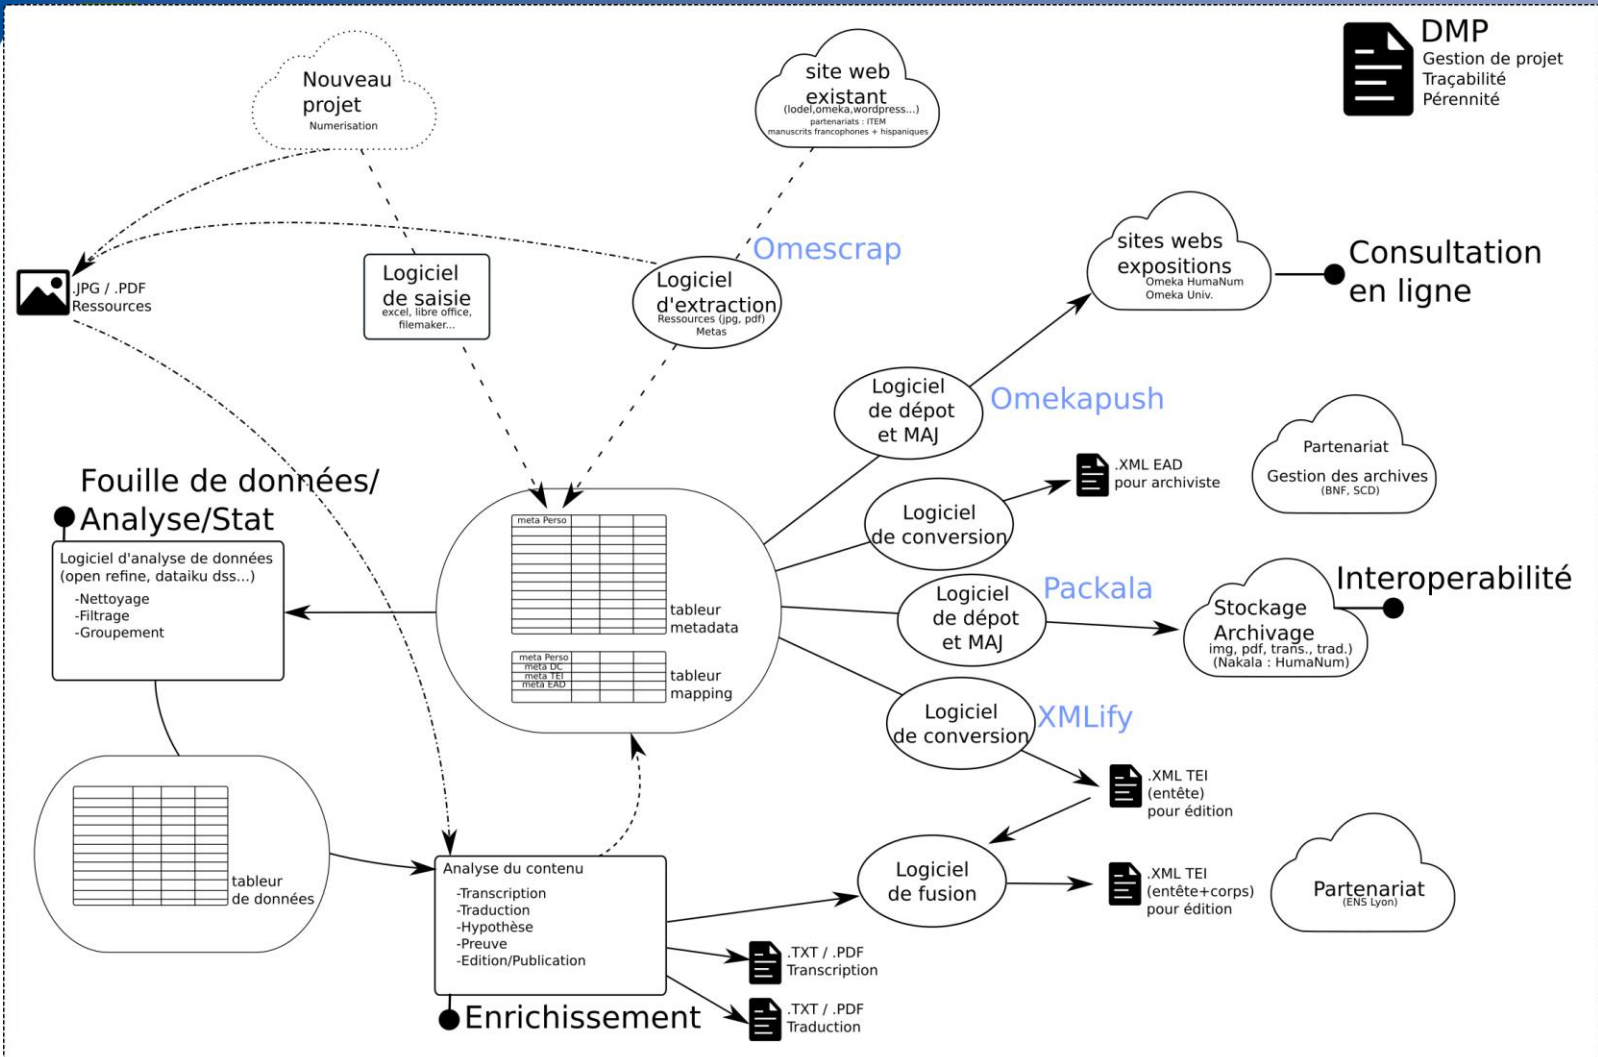 DMP
Gestion de projet
Traçabilité
Pérennité
Nouveau
projet
Numerisation
site web
existant
(lodel,omeka,wordpress...)
partenariats : ITEM
manuscrits francophones + hispaniques
.JPG / .PDF
Ressources
Logiciel
de saisie
excel, libre office,
filemaker...
Omescrap
Logiciel
d'extraction
Ressources (jpg, pdf)
Metas
sites webs
expositions
Omeka HumaNum
Omeka Univ.
Consultation
en ligne
Logiciel
de dépot
et MAJ
Omekapush
Partenariat
Gestion des archives
(BNF, SCD)
.XML EAD
pour archiviste
Logiciel
de conversion
Fouille de données/
Analyse/Stat
Logiciel d'analyse de données
(open refine, dataiku dss...)
-Nettoyage
-Filtrage
-Groupement
meta Perso
tableur
metadata
meta Perso
meta DC
meta TEI
meta EAD
tableur
mapping
Packala
Logiciel
de dépot
et MAJ
Interoperabilité
Stockage
Archivage
img, pdf, trans., trad.)
(Nakala : HumaNum)
Logiciel
de conversion
XMLify
.XML TEI
(entête)
pour édition
tableur
de données
Analyse du contenu
-Transcription
-Traduction
-Hypothèse
-Preuve
-Edition/Publication
Enrichissement
Logiciel
de fusion
.XML TEI
(entête+corps)
pour édition
Partenariat
(ENS Lyon)
.TXT / .PDF
Transcription
.TXT / .PDF
Traduction